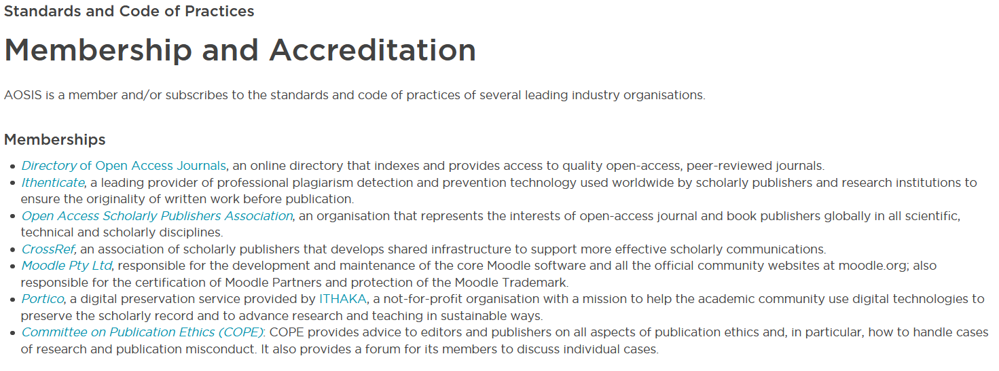 Standards and Code of Practices
Membership and Accreditation
AOSIS is a member and/or subscribes to the standards and code of practices of several leading industry organisations.
Memberships
• Directory of Open Access Journals, an online directory that indexes and provides access to quality open-access, peer-reviewed journals.
• Ithenticate, a leading provider of professional plagiarism detection and prevention technology used worldwide by scholarly publishers and research institutions to
ensure the originality of written work before publication.
• Open Access Scholarly Publishers Association, an organisation that represents the interests of open-access journal and book publishers globally in all scientific,
technical and scholarly disciplines.
• CrossRef, an association of scholarly publishers that develops shared infrastructure to support more effective scholarly communications.
• Moodle Pty Ltd, responsible for the development and maintenance of the core Moodle software and all the official community websites at moodle.org; also
responsible for the certification of Moodle Partners and protection of the Moodle Trademark.
• Portico, a digital preservation service provided by ITHAKA, a not-for-profit organisation with a mission to help the academic community use digital technologies to
preserve the scholarly record and to advance research and teaching in sustainable ways.
• Committee on Publication Ethics (COPE): COPE provides advice to editors and publishers on all aspects of publication ethics and, in particular, how to handle cases
of research and publication misconduct. It also provides a forum for its members to discuss individual cases.